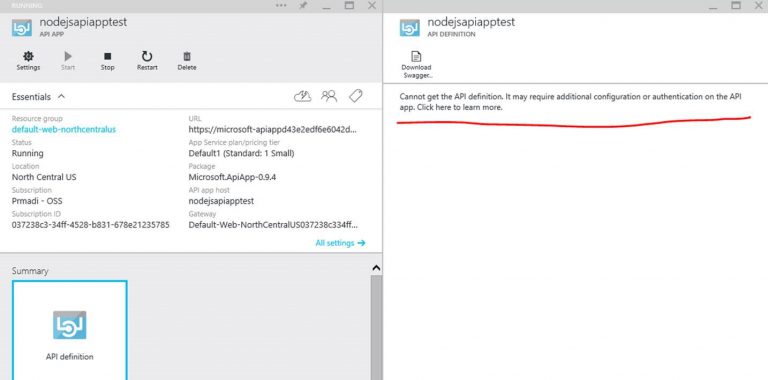 RUNNING
nodejsapiapptest
API APP
Settings
Start
Stop
Restart
Delete
Essentials
Resource group
default-web-northcentralus
Status
Running
Location
North Central US
Subscription
Prmadi - OSS
Subscription ID
037238c3-34ff-4528-b831-678e21235785
URL
https://microsoft-apiappd43e2edf6e6042d...
App Service plan/pricing tier
Default1 (Standard: 1 Small)
Package
Microsoft.ApiApp-0.9.4
API app host
nodejsapiapptest
Gateway
Default-Web-NorthCentralUS037238c334ff...
All settings
Summary
API definition
nodejsapiapptest
API DEFINITION
Download
Swagger...
Cannot get the API definition. It may require additional configuration or authentication on the API
app. Click here to learn more.